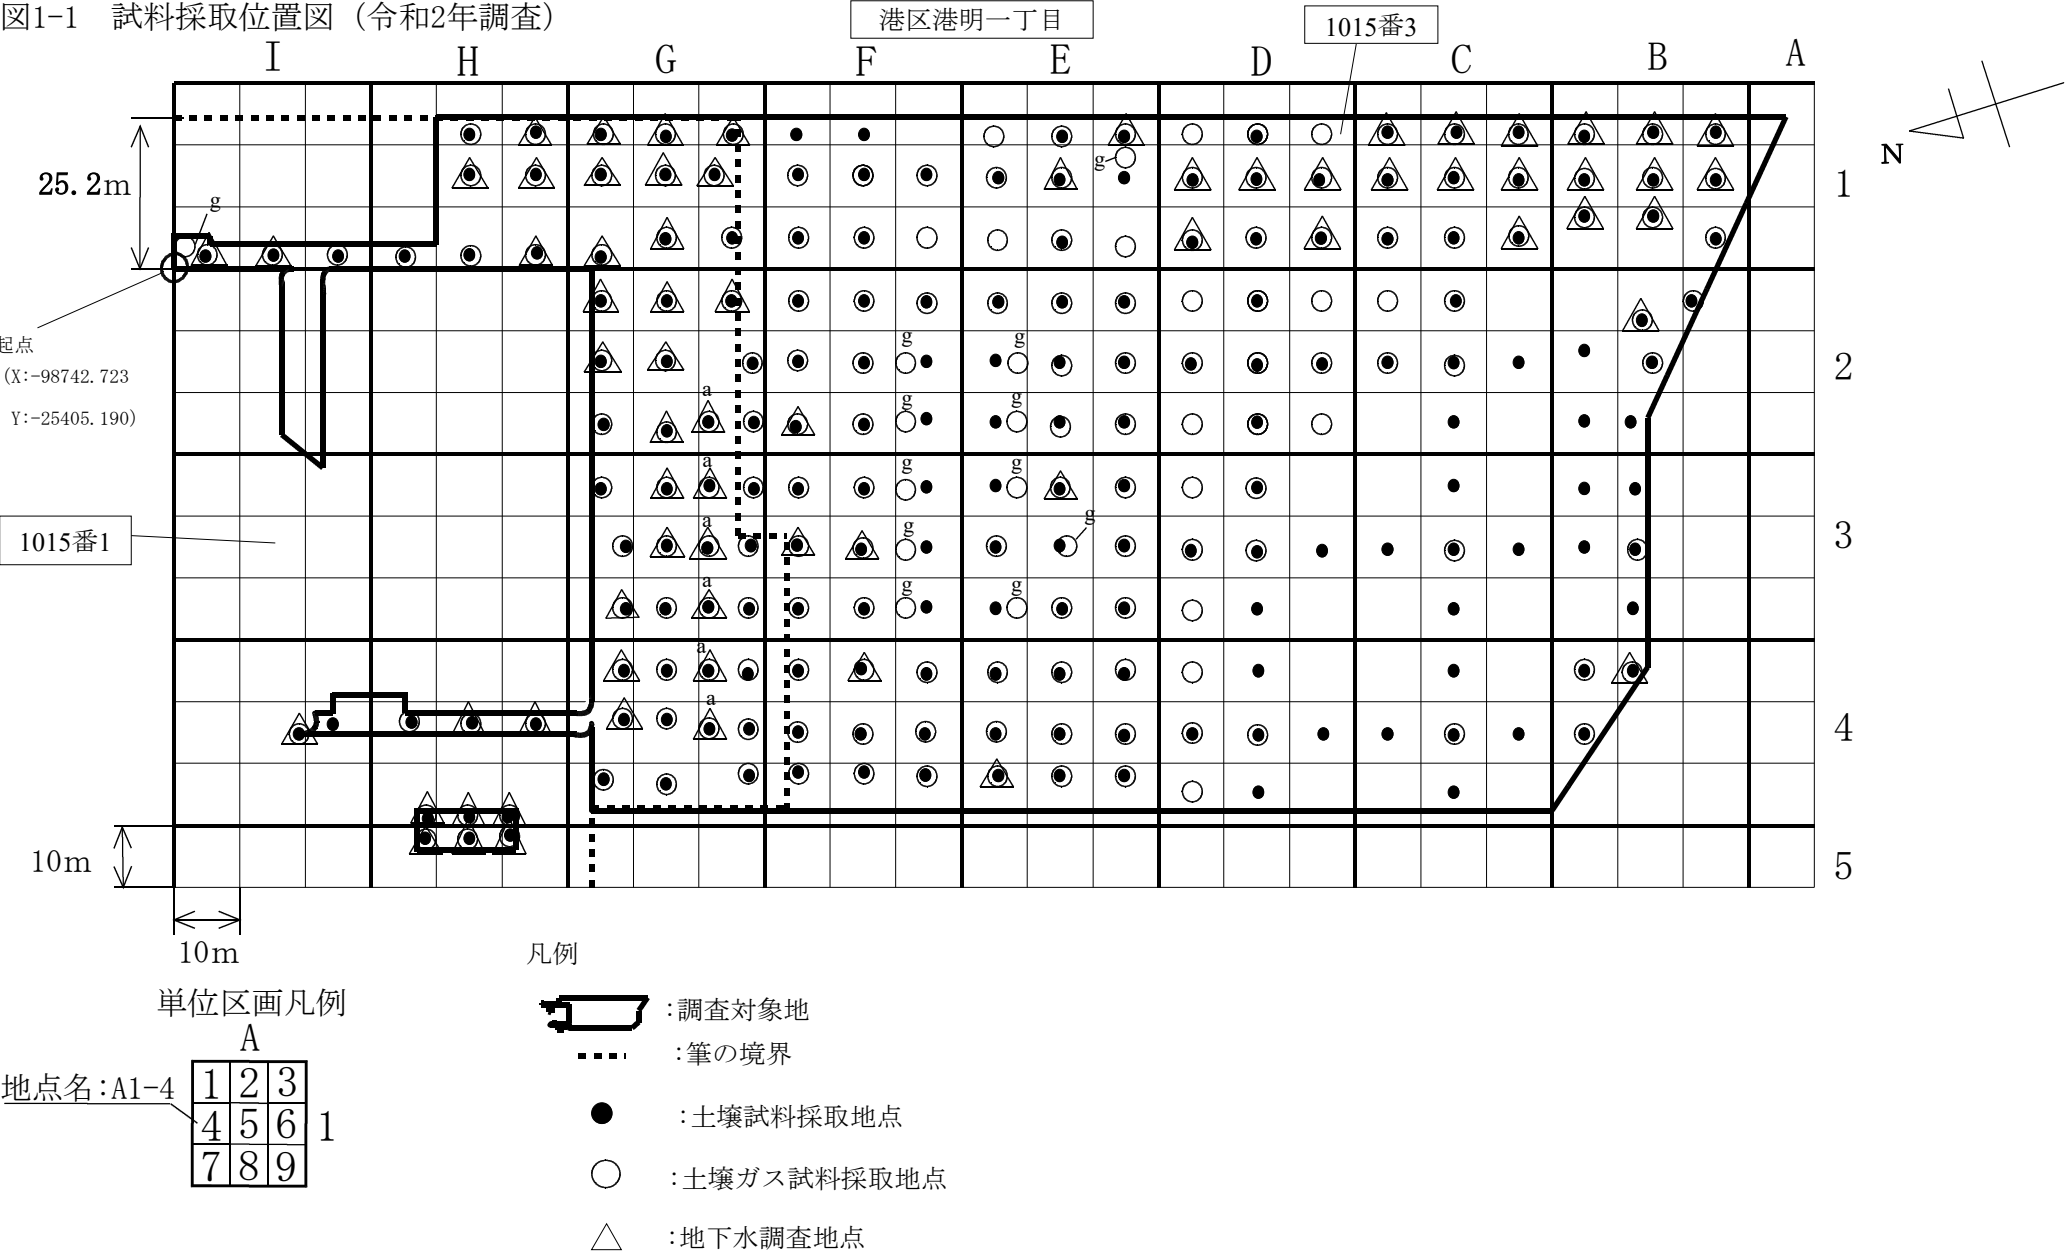 図1-1　試料採取位置図（令和2年調査）
港区港明一丁目
1015番3
I H G F E D C B A
N
25.2m
1
g
g
起点
(X:-98742.723
Y:-25405.190)
g g
2
a g g
a g g
1015番1
a g g
3
a g g
a
a
4
10m
5
10m
凡例
単位区画凡例
A
:調査対象地
:筆の境界
地点名:A1-4
1 2 3
4 5 6 1
7 8 9
:土壌試料採取地点
:土壌ガス試料採取地点
:地下水調査地点